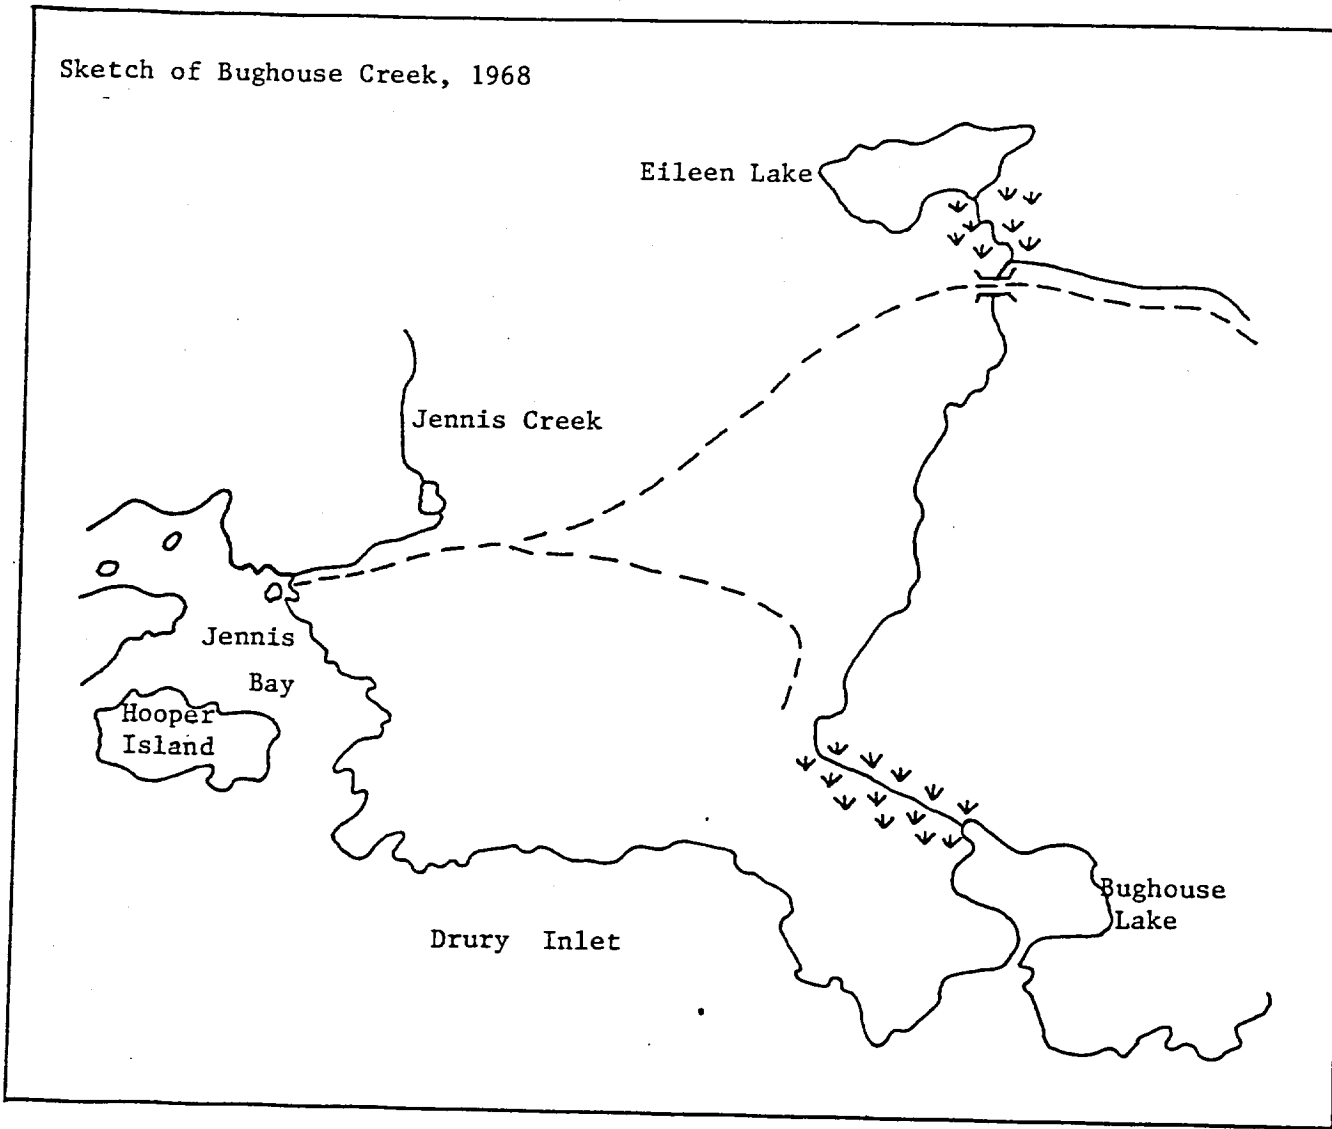 Sketch of Bughouse Creek, 1968
Eileen Lake
Jennis Creek
Jennis
Bay
Hooper
Island
Bughouse
Lake
Drury Inlet